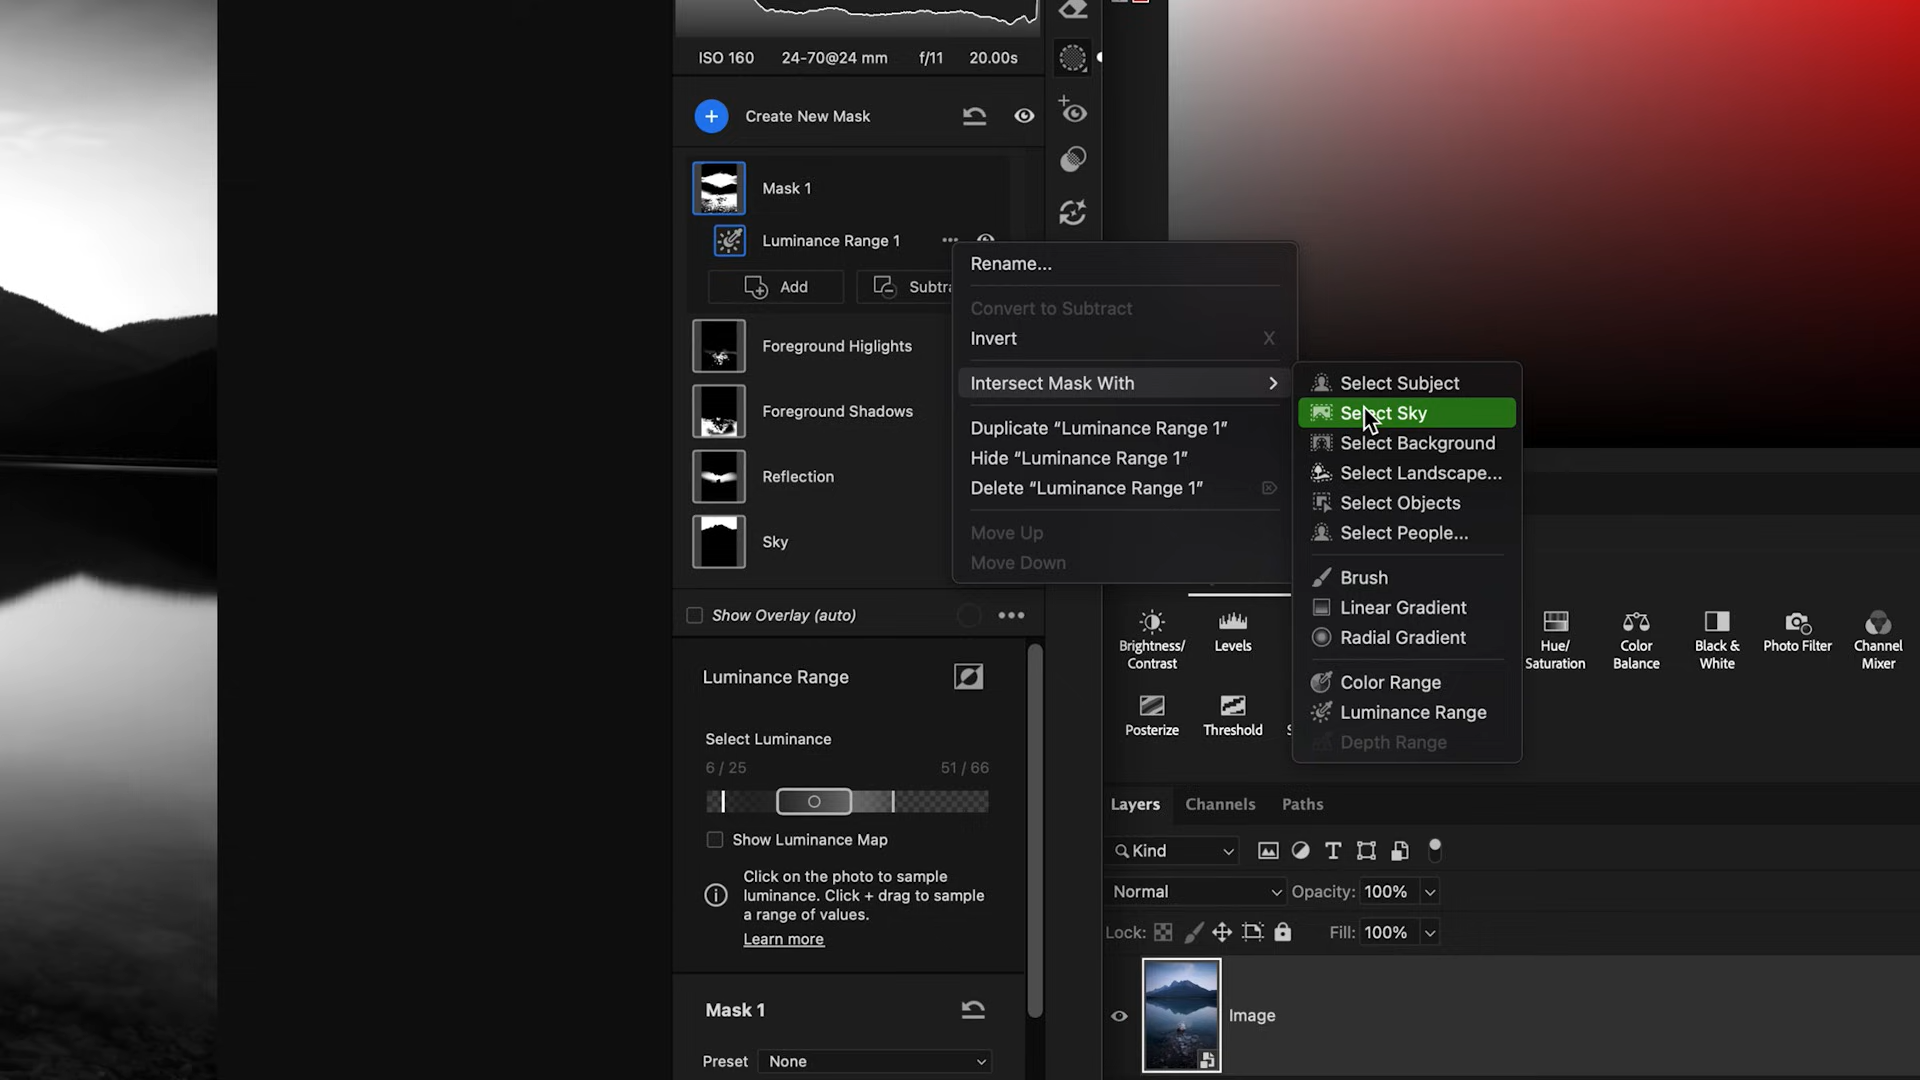 ISO 160 24-70@24 mm f/11 20.00s
Create New Mask
Mask 1
Luminance Range 1
Add
Foreground Higlights
Foreground Shadows
Reflection
Sky
Show Overlay (auto)
Luminance Range
Select Luminance
6 / 25 51 / 66
Show Luminance Map
Click on the photo to sample
luminance. Click + drag to sample
a range of values.
Learn more
Mask 1
Preset None
Rename...
Convert to Subtract
Invert X
Intersect Mask With
Duplicate “Luminance Range 1”
Hide “Luminance Range 1”
Delete “Luminance Range 1”
Move Up
Move Down
Select Subject
Select Sky
Select Background
Select Landscape...
Select Objects
Select People...
Brush
Linear Gradient
Radial Gradient
Color Range
Luminance Range
Depth Range
Brightness/
Contrast
Levels
Hue/
Saturation
Color
Balance
Black &
White
Photo Filter
Channel
Mixer
Posterize
Threshold
Layers Channels Paths
Kind
Normal Opacity: 100%
Lock: Fill: 100%
Image